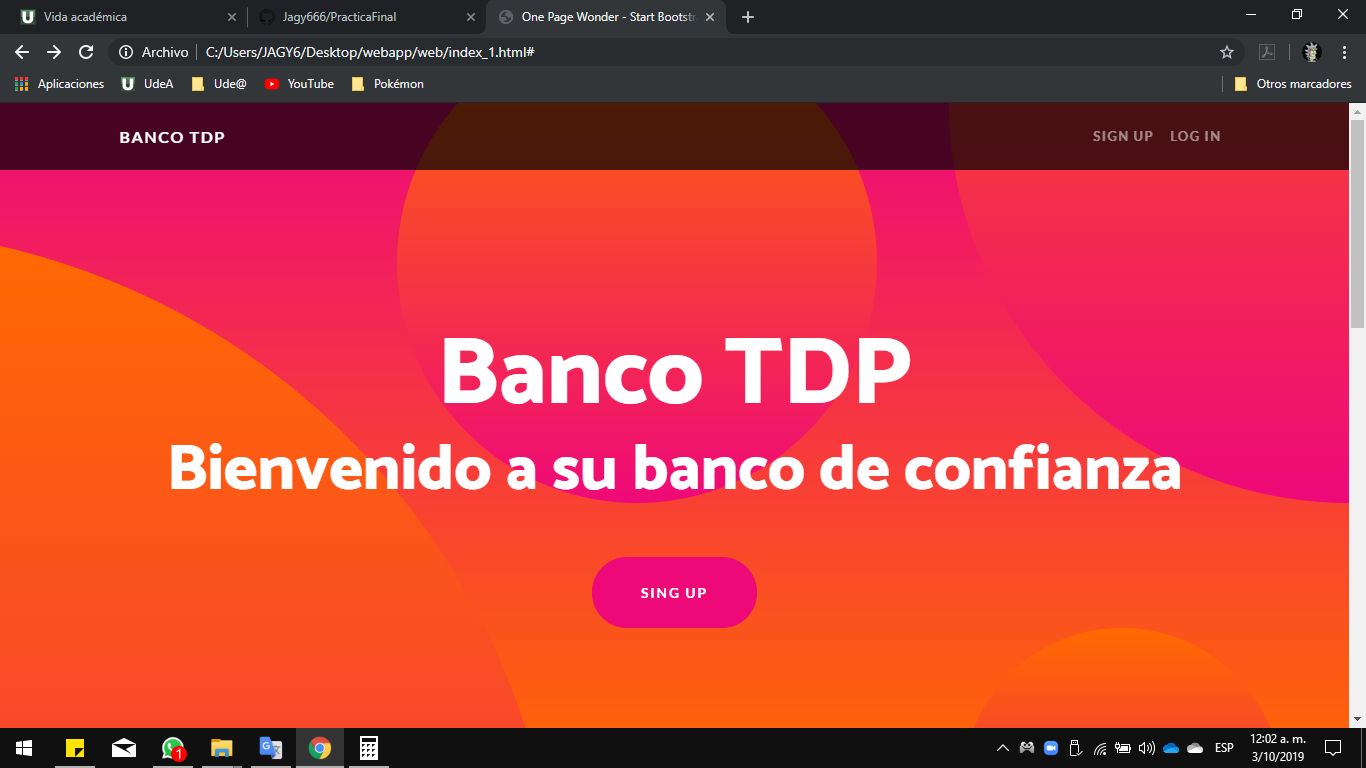 Vida académica
Jagy666/PracticaFinal
One Page Wonder - Start Bootstr
Archivo
C:/Users/JAGY6/Desktop/webapp/web/index_1.html#
Aplicaciones
UdeA
Ude@
YouTube
Pokémon
Otros marcadores
BANCO TDP
SIGN UP
LOG IN
Banco TDP
Bienvenido a su banco de confianza
SING UP
1
ESP
12:02 a. m.
3/10/2019